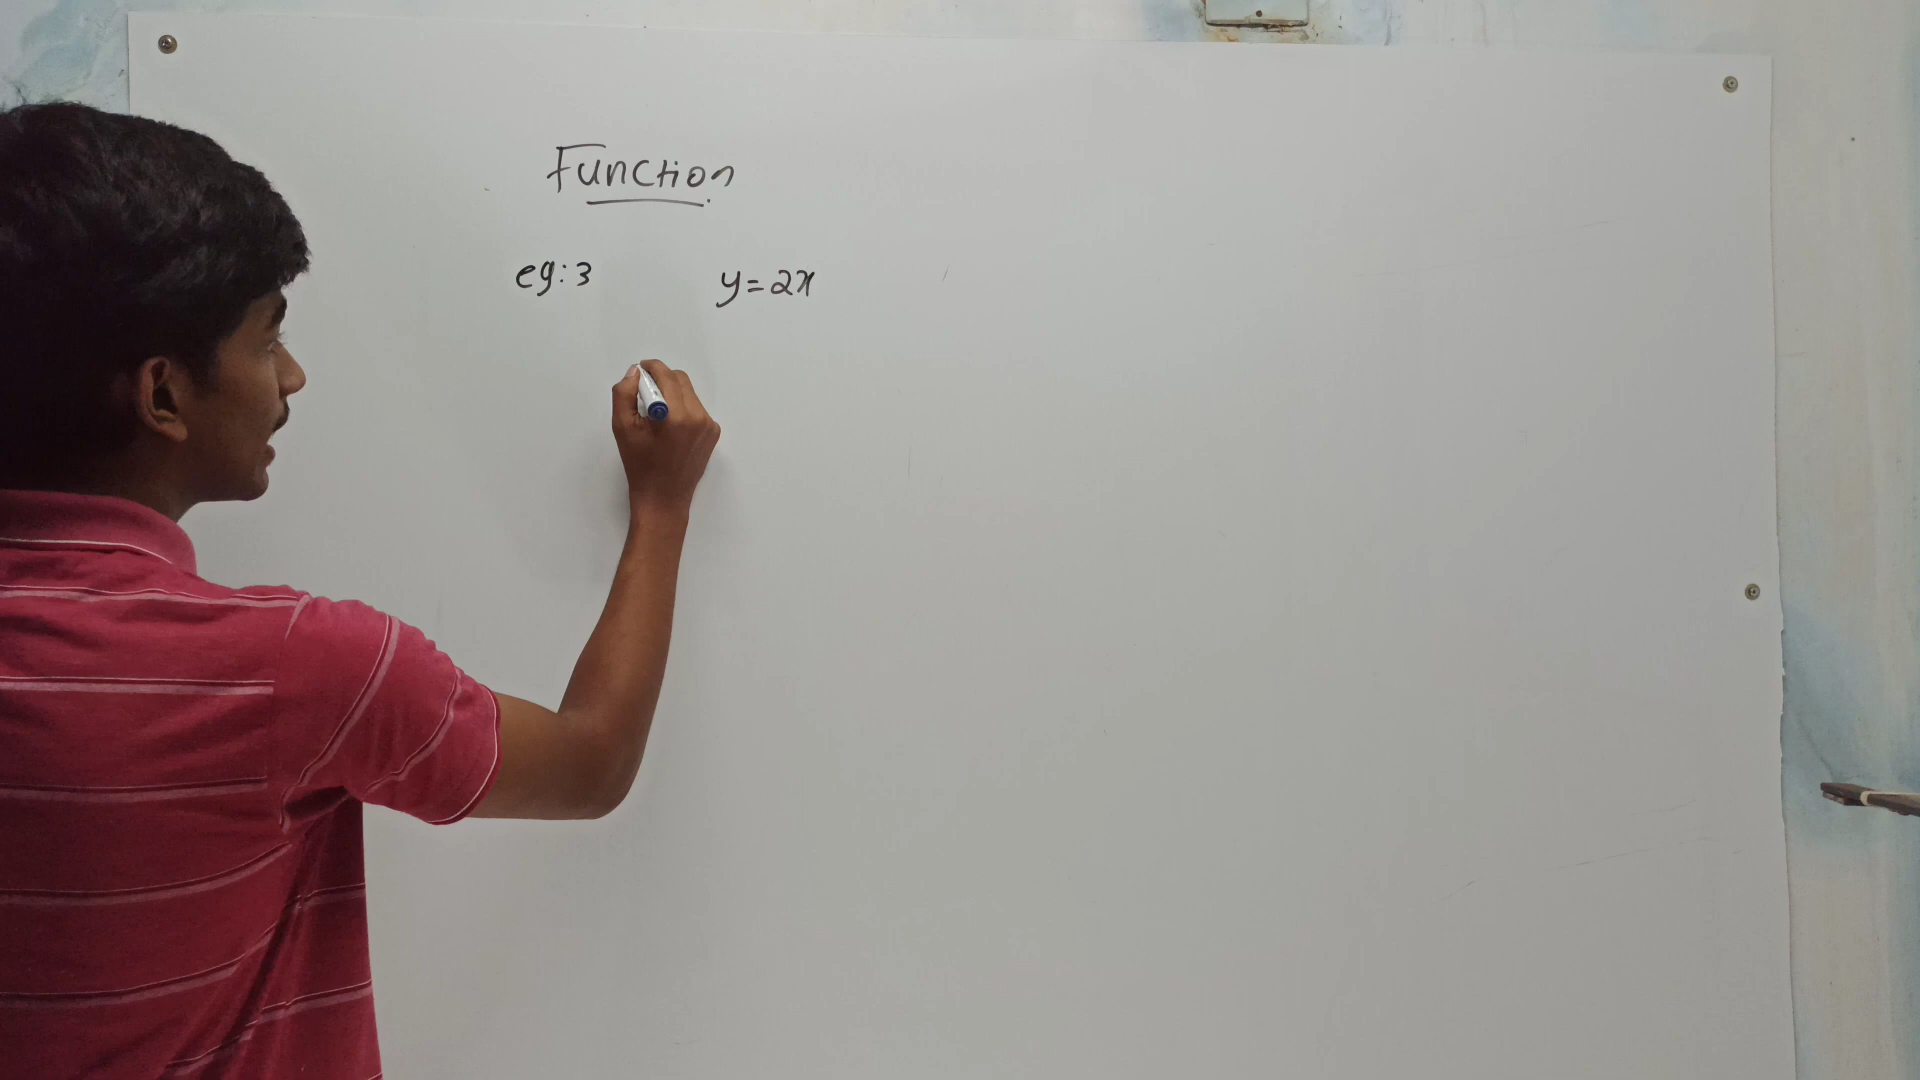 Function
eg: 3 y = 2x